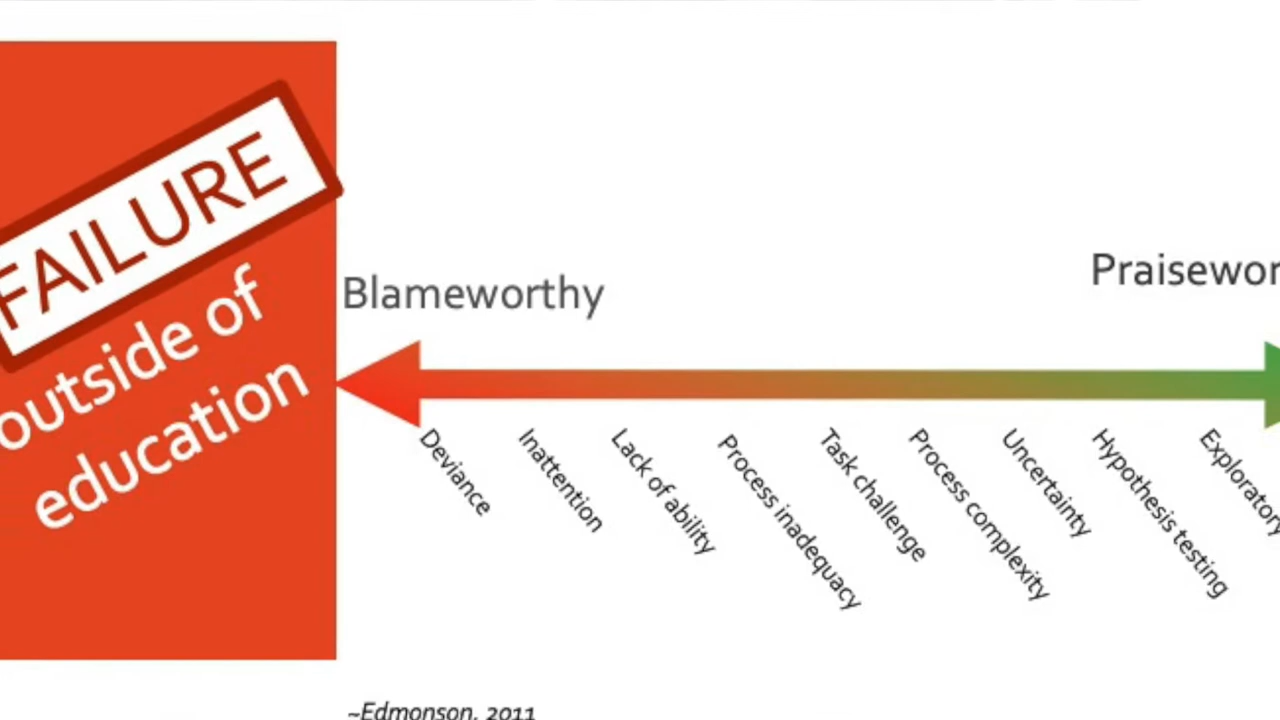 FAILURE
outside of
education
Blameworthy
Praisewor
Deviance
Inattention
Lack of ability
Process inadequacy
Task challenge
Process complexity
Uncertainty
Hypothesis testing
Exploratory
~Edmonson, 2011